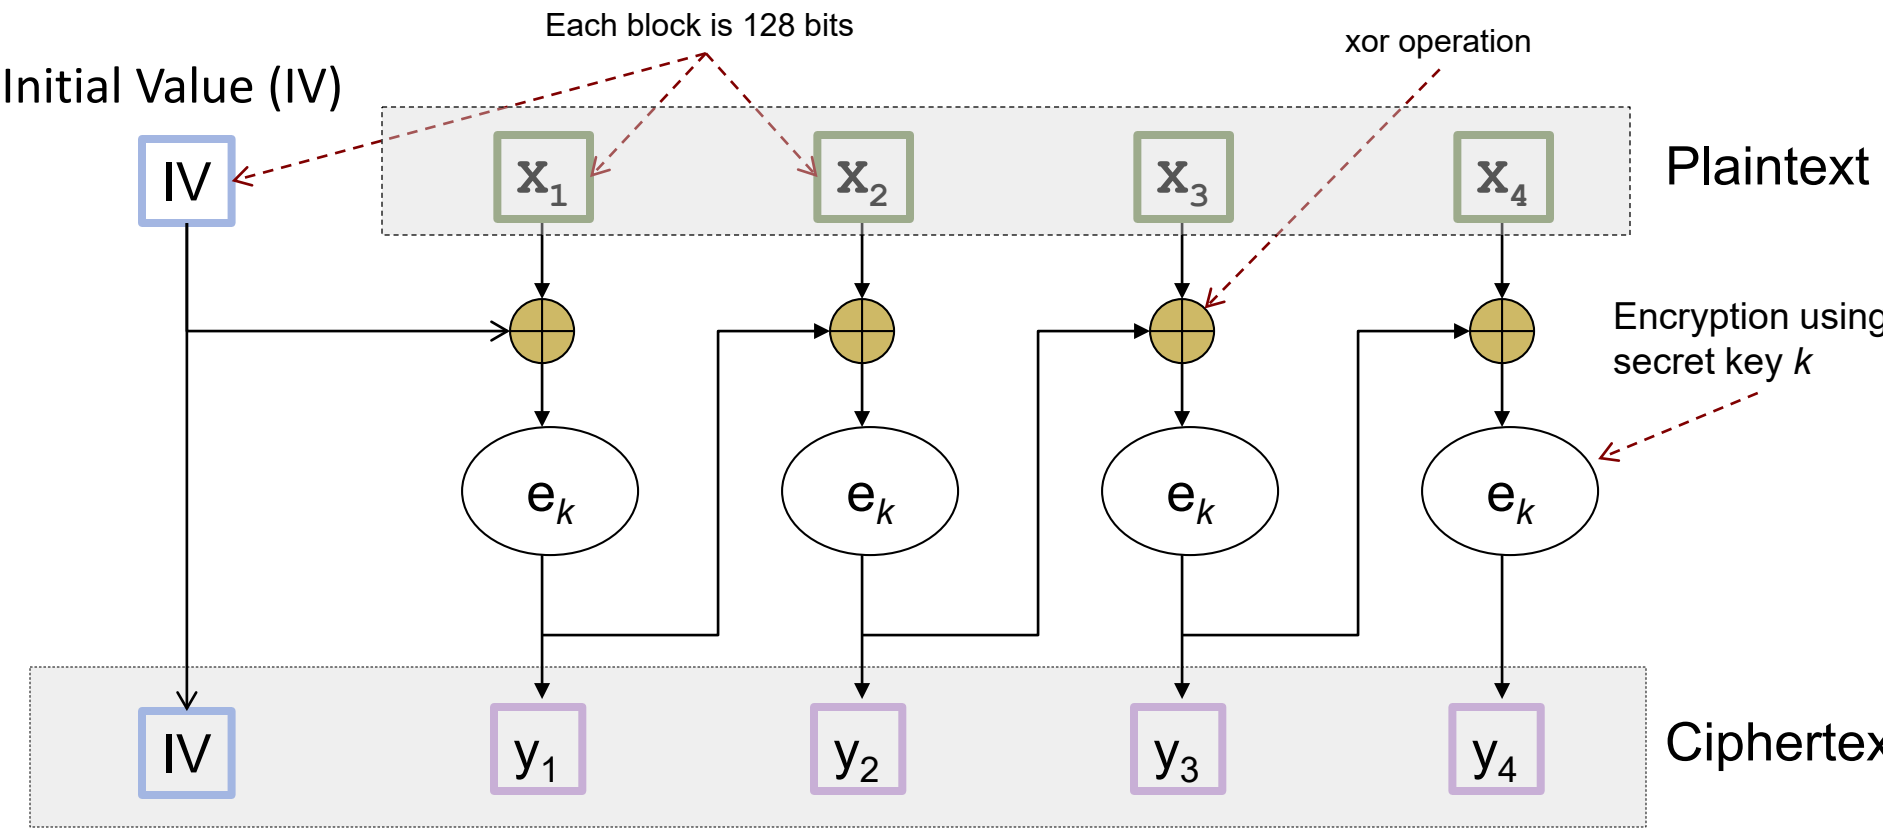 Each block is 128 bits
xor operation
Initial Value (IV)
IV
x1
x2
x3
x4
Plaintext
Encryption using
secret key k
ek
ek
ek
ek
IV
y1
y2
y3
y4
Ciphertex